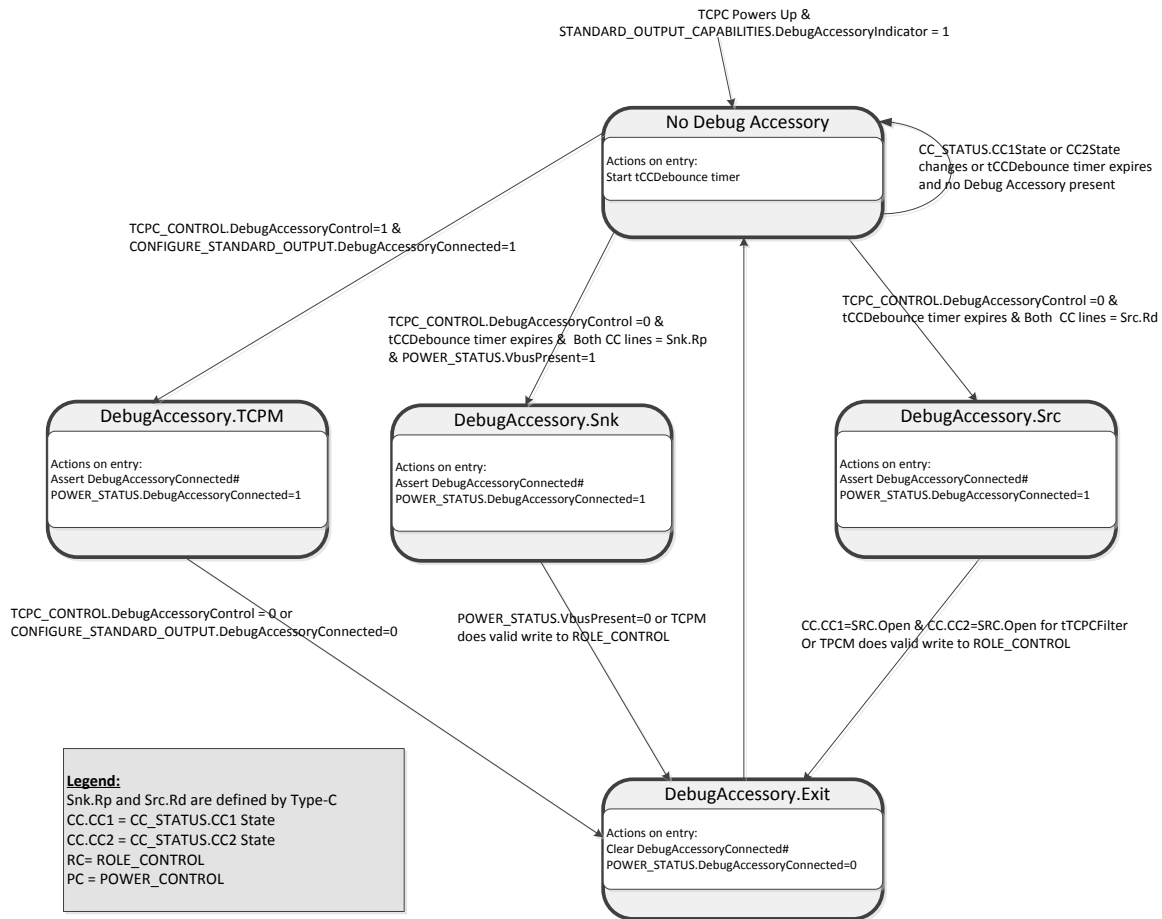 TCPC Powers Up &
STANDARD_OUTPUT_CAPABILITIES.DebugAccessoryIndicator = 1
No Debug Accessory
Actions on entry:
Start tCCDebounce timer
CC_STATUS.CC1State or CC2State
changes or tCCDebounce timer expires
and no Debug Accessory present
TCPC_CONTROL.DebugAccessoryControl=1 &
CONFIGURE_STANDARD_OUTPUT.DebugAccessoryConnected=1
TCPC_CONTROL.DebugAccessoryControl =0 &
tCCDebounce timer expires & Both CC lines = Snk.Rp
& POWER_STATUS.VbusPresent=1
TCPC_CONTROL.DebugAccessoryControl =0 &
tCCDebounce timer expires & Both CC lines = Src.Rd
DebugAccessory.TCPM
Actions on entry:
Assert DebugAccessoryConnected#
POWER_STATUS.DebugAccessoryConnected=1
DebugAccessory.Snk
Actions on entry:
Assert DebugAccessoryConnected#
POWER_STATUS.DebugAccessoryConnected=1
DebugAccessory.Src
Actions on entry:
Assert DebugAccessoryConnected#
POWER_STATUS.DebugAccessoryConnected=1
TCPC_CONTROL.DebugAccessoryControl = 0 or
CONFIGURE_STANDARD_OUTPUT.DebugAccessoryConnected=0
POWER_STATUS.VbusPresent=0 or TCPM
does valid write to ROLE_CONTROL
CC.CC1=SRC.Open & CC.CC2=SRC.Open for tTCPCFilter
Or TPCM does valid write to ROLE_CONTROL
Legend:
Snk.Rp and Src.Rd are defined by Type-C
CC.CC1 = CC_STATUS.CC1 State
CC.CC2 = CC_STATUS.CC2 State
RC= ROLE_CONTROL
PC = POWER_CONTROL
DebugAccessory.Exit
Actions on entry:
Clear DebugAccessoryConnected#
POWER_STATUS.DebugAccessoryConnected=0